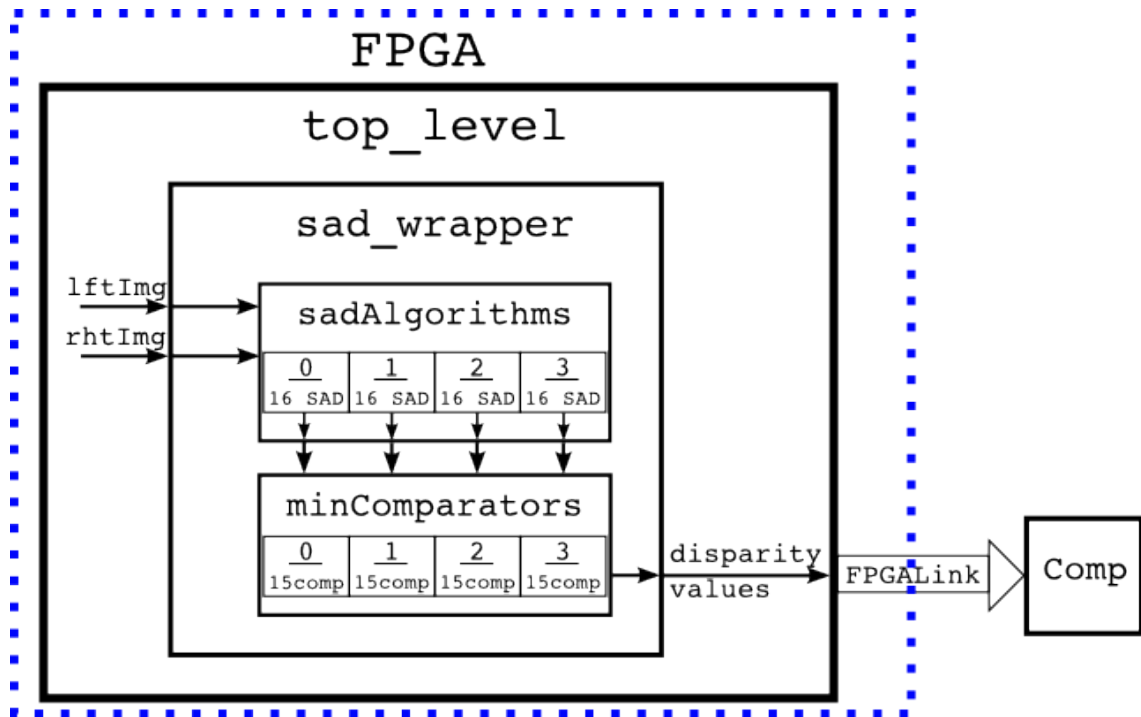 FPGA
top_level
sad_wrapper
lftImg
rhtImg
sadAlgorithms
0 1 2 3
16 SAD 16 SAD 16 SAD 16 SAD
minComparators
0 1 2 3
15comp 15comp 15comp 15comp
disparity
values
FPGALink
Comp